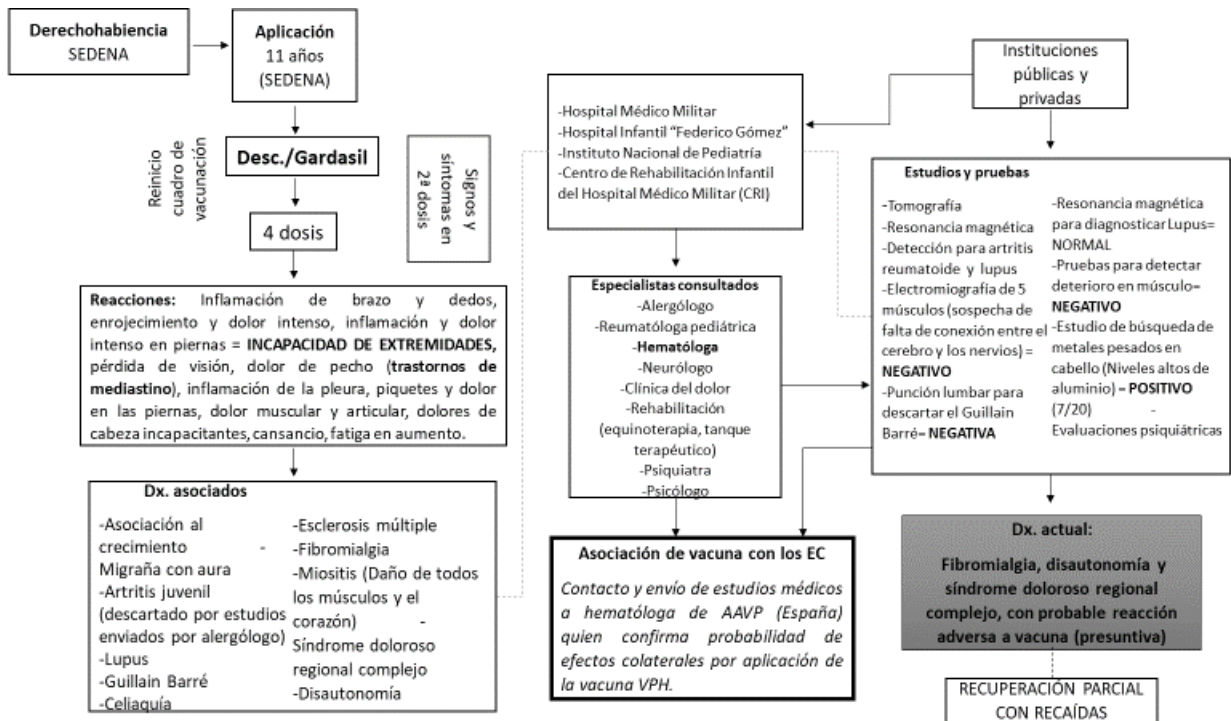 Derechohabiencia
SEDENA
Aplicación
11 años
(SEDENA)
Reinicio
cuadro de
vacunación
Desc./Gardasil
Signos y
síntomas en
2ª dosis
4 dosis
Reacciones: Inflamación de brazo y dedos,
enrojecimiento y dolor intenso, inflamación y dolor
intenso en piernas = INCAPACIDAD DE EXTREMIDADES,
pérdida de visión, dolor de pecho (trastornos de
mediastino), inflamación de la pleura, piquetes y dolor
en las piernas, dolor muscular y articular, dolores de
cabeza incapacitantes, cansancio, fatiga en aumento.
Dx. asociados
-Asociación al
crecimiento -
Migraña con aura
-Artritis juvenil
(descartado por estudios
enviados por alergólogo)
-Lupus
-Guillain Barré
-Celiaquía
-Esclerosis múltiple
-Fibromialgia
-Miositis (Daño de todos
los músculos y el
corazón) -
Síndrome doloroso
regional complejo
-Disautonomía
-Hospital Médico Militar
-Hospital Infantil “Federico Gómez”
-Instituto Nacional de Pediatría
-Centro de Rehabilitación Infantil
del Hospital Médico Militar (CRI)
Especialistas consultados
-Alergólogo
-Reumatóloga pediátrica
-Hematóloga
-Neurólogo
-Clínica del dolor
-Rehabilitación
(equinoterapia, tanque
terapéutico)
-Psiquiatra
-Psicólogo
Asociación de vacuna con los EC
Contacto y envío de estudios médicos
a hematóloga de AAVP (España)
quien confirma probabilidad de
efectos colaterales por aplicación de
la vacuna VPH.
Instituciones
públicas y
privadas
Estudios y pruebas
-Tomografía
-Resonancia magnética
-Detección para artritis
reumatoide y lupus
-Electromiografía de 5
músculos (sospecha de
falta de conexión entre el
cerebro y los nervios) =
NEGATIVO
-Punción lumbar para
descartar el Guillain
Barré= NEGATIVA
-Resonancia magnética
para diagnosticar Lupus=
NORMAL
-Pruebas para detectar
deterioro en músculo=
NEGATIVO
-Estudio de búsqueda de
metales pesados en
cabello (Niveles altos de
aluminio) = POSITIVO
(7/20) -
Evaluaciones psiquiátricas
Dx. actual:
Fibromialgia, disautonomía y
síndrome doloroso regional
complejo, con probable reacción
adversa a vacuna (presuntiva)
RECUPERACIÓN PARCIAL
CON RECAÍDAS